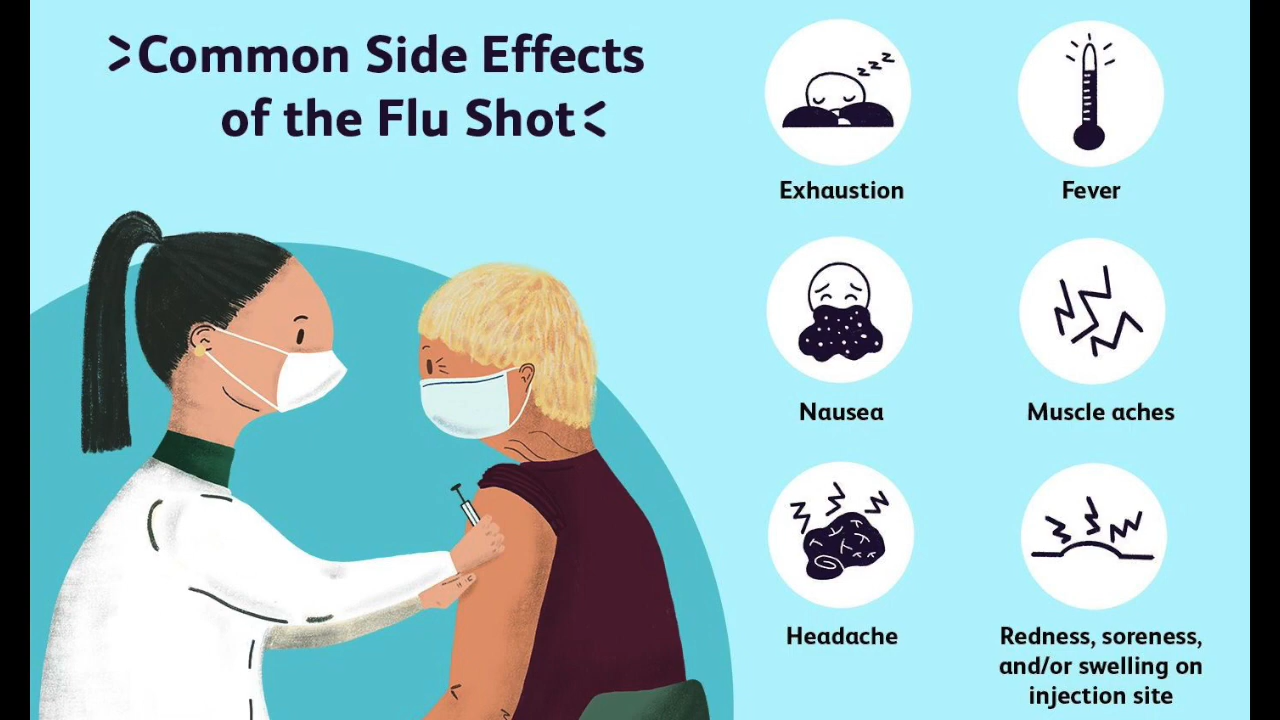 Common Side Effects
of the Flu Shot
zzz
Exhaustion
Fever
Nausea
Muscle aches
Headache
Redness, soreness,
and/or swelling on
injection site